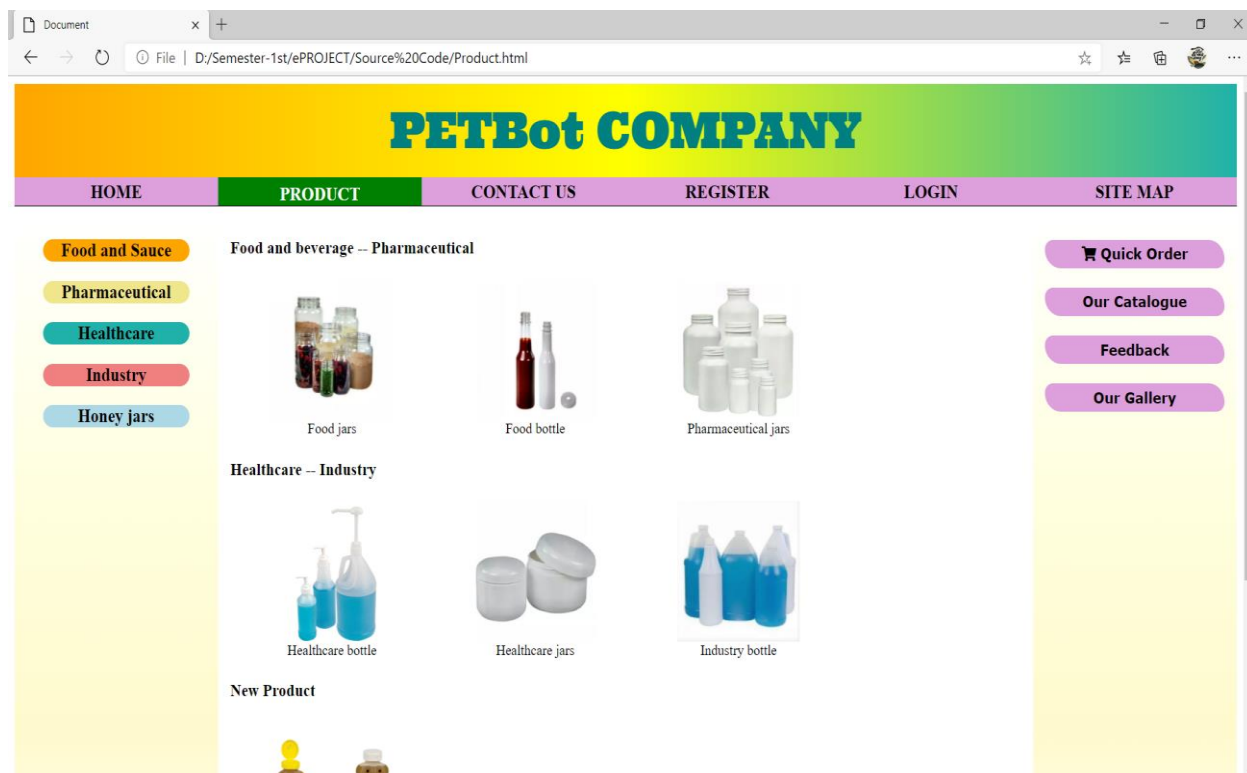 Document
File | D:/Semester-1st/ePROJECT/Source%20Code/Product.html
PETBot COMPANY
HOME PRODUCT CONTACT US REGISTER LOGIN SITE MAP
Food and Sauce
Pharmaceutical
Healthcare
Industry
Honey jars
Food and beverage -- Pharmaceutical
Food jars Food bottle Pharmaceutical jars
Healthcare -- Industry
Healthcare bottle Healthcare jars Industry bottle
New Product
Quick Order
Our Catalogue
Feedback
Our Gallery